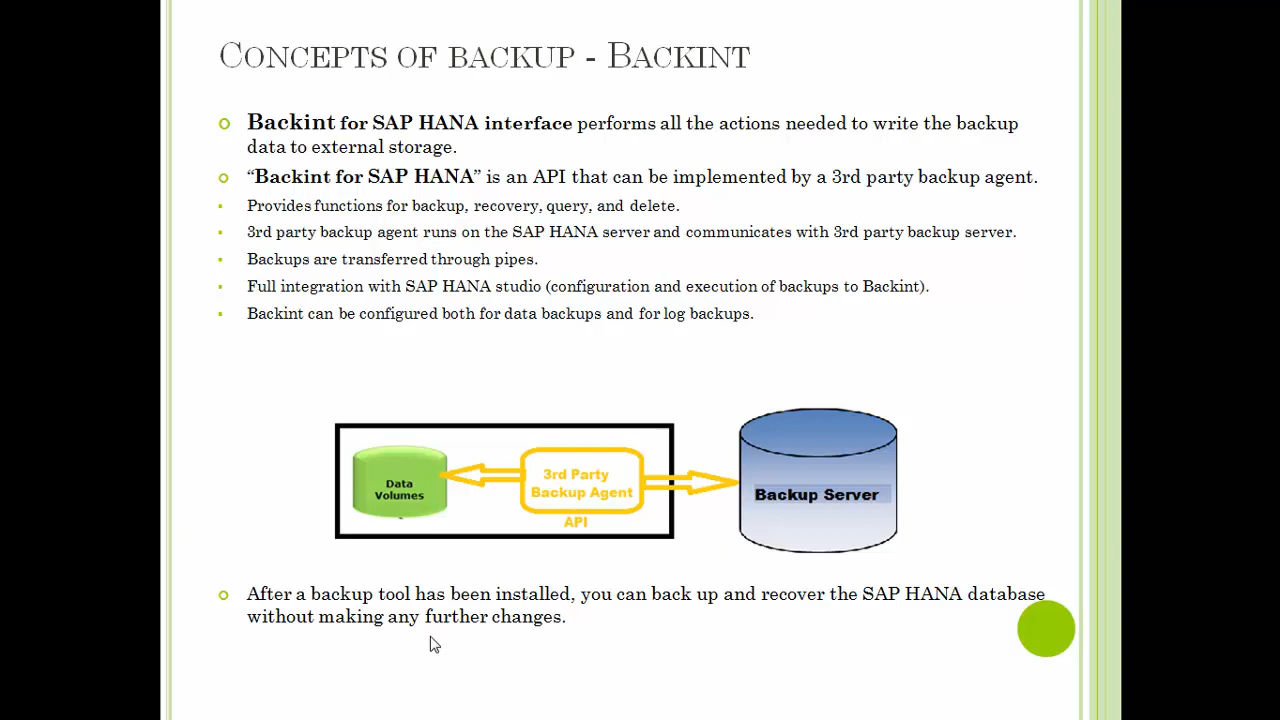 CONCEPTS OF BACKUP - BACKINT
Backint for SAP HANA interface performs all the actions needed to write the backup
data to external storage.
“Backint for SAP HANA” is an API that can be implemented by a 3rd party backup agent.
Provides functions for backup, recovery, query, and delete.
3rd party backup agent runs on the SAP HANA server and communicates with 3rd party backup server.
Backups are transferred through pipes.
Full integration with SAP HANA studio (configuration and execution of backups to Backint).
Backint can be configured both for data backups and for log backups.
Data
Volumes
3rd Party
Backup Agent
API
Backup Server
After a backup tool has been installed, you can back up and recover the SAP HANA database
without making any further changes.